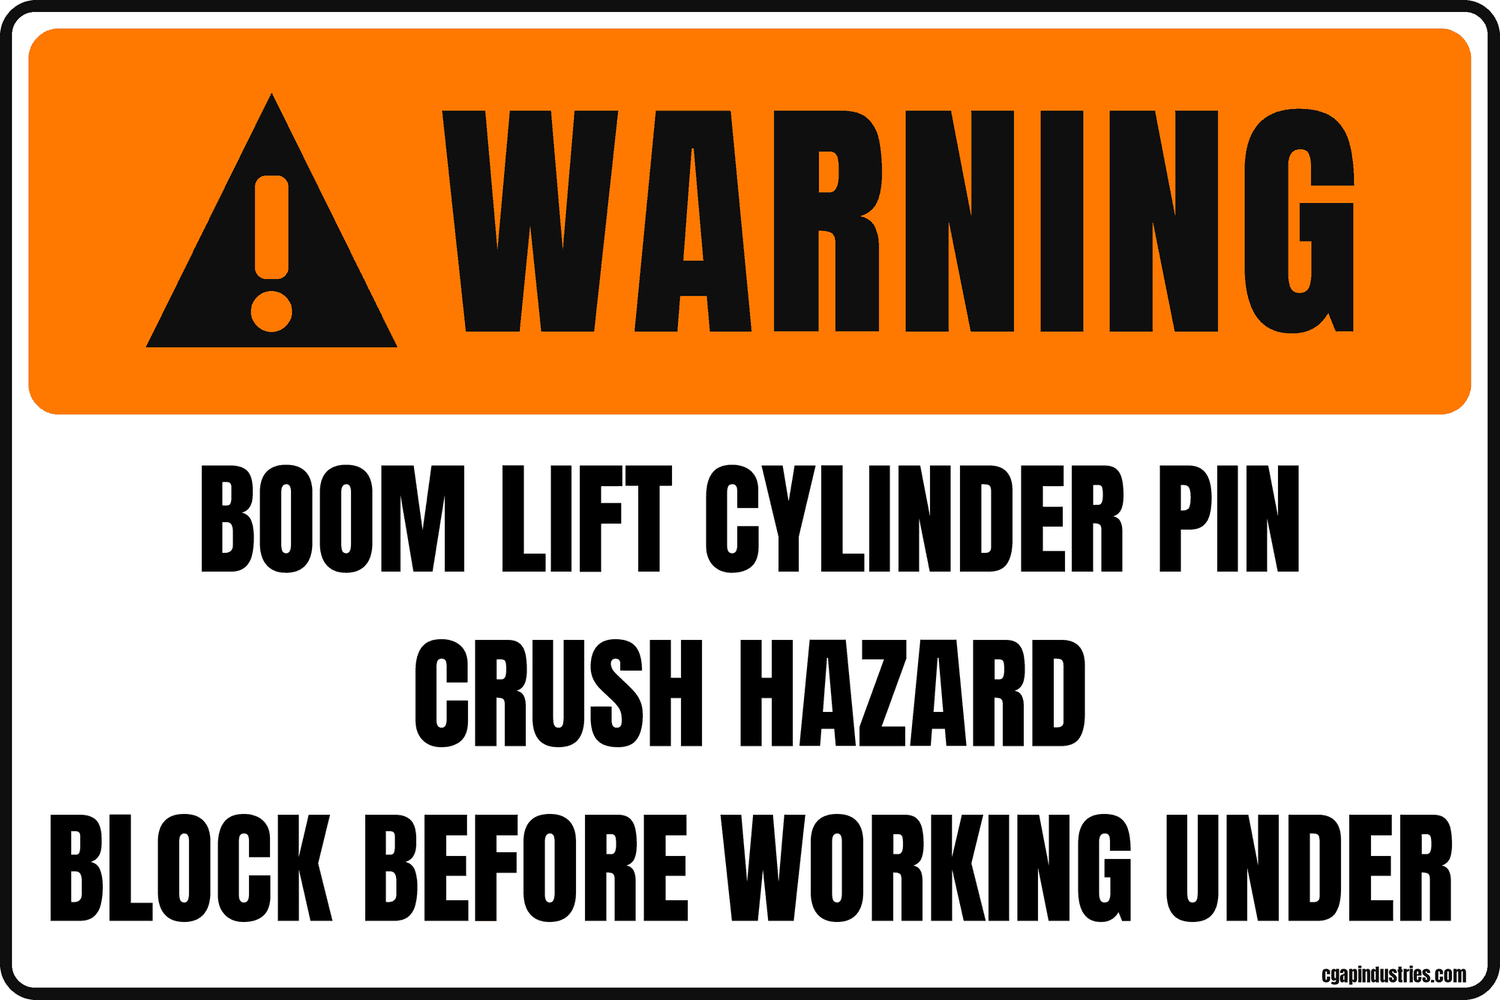 WARNING
BOOM LIFT CYLINDER PIN
CRUSH HAZARD
BLOCK BEFORE WORKING UNDER
cgapindustries.com